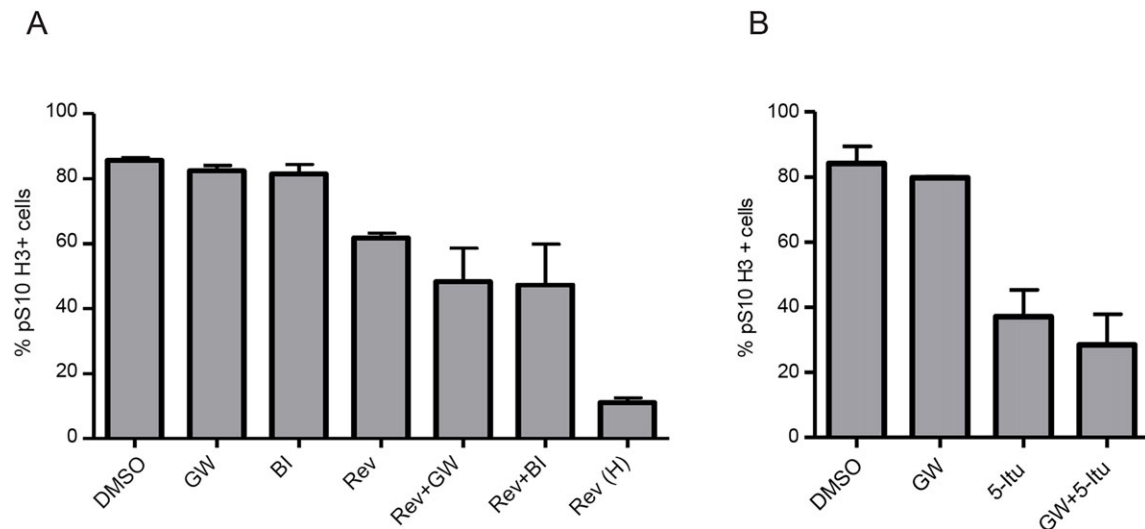 A
% pS10 H3+ cells
100
80
60
40
20
0
DMSO
GW
BI
Rev
Rev+GW
Rev+BI
Rev (H)
B
% pS10 H3 + cells
100
80
60
40
20
0
DMSO
GW
5-Itu
GW+5-Itu